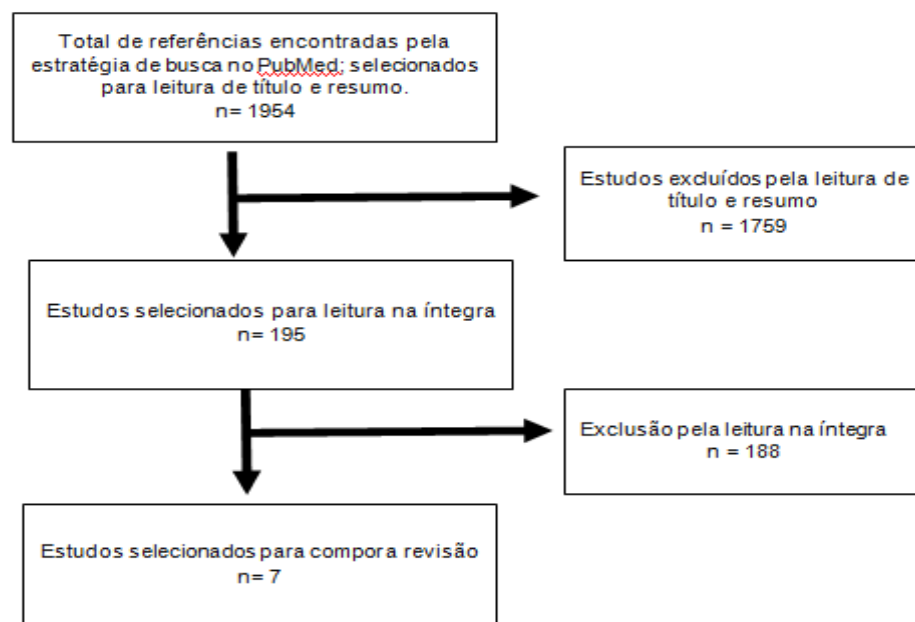 Total de referências encontradas pela
estratégia de busca no PubMed; selecionados
para leitura de título e resumo.
n= 1954
Estudos excluídos pela leitura de
título e resumo
n = 1759
Estudos selecionados para leitura na íntegra
n= 195
Exclusão pela leitura na íntegra
n = 188
Estudos selecionados para compora revisão
n= 7